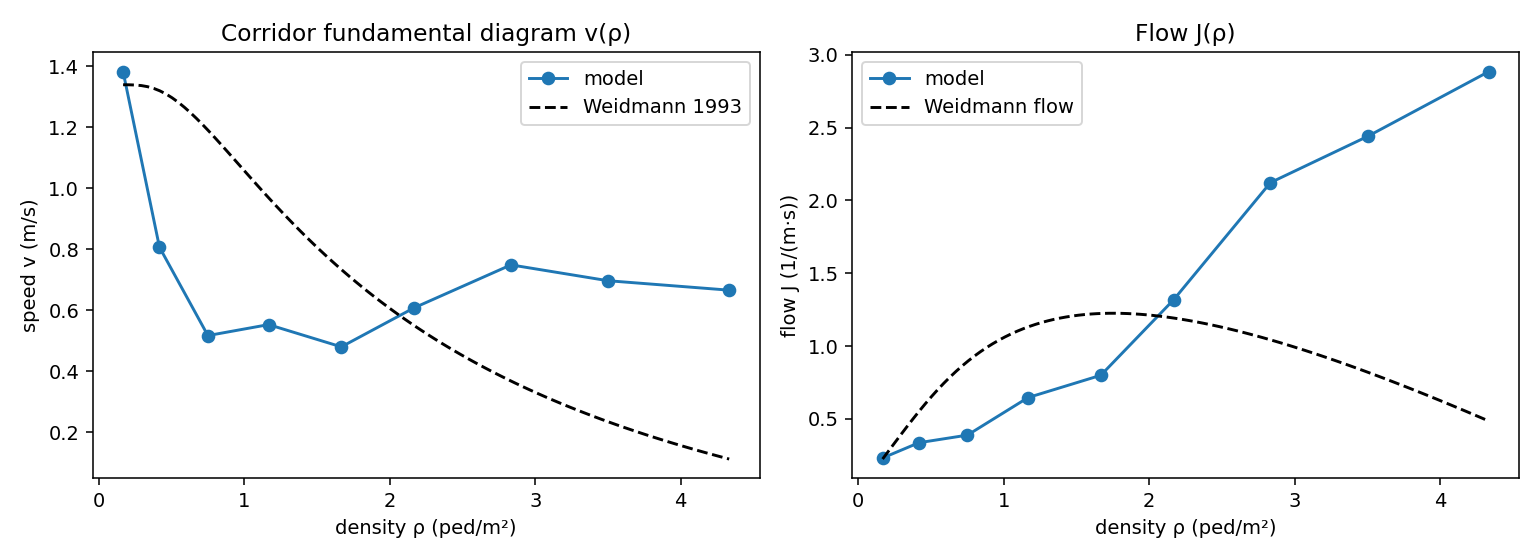 Corridor fundamental diagram v(ρ)
speed v (m/s)
1.4
1.2
1.0
0.8
0.6
0.4
0.2
model
Weidmann 1993
0 1 2 3 4
density ρ (ped/m²)
Flow J(ρ)
flow J (1/(m·s))
3.0
2.5
2.0
1.5
1.0
0.5
model
Weidmann flow
0 1 2 3 4
density ρ (ped/m²)